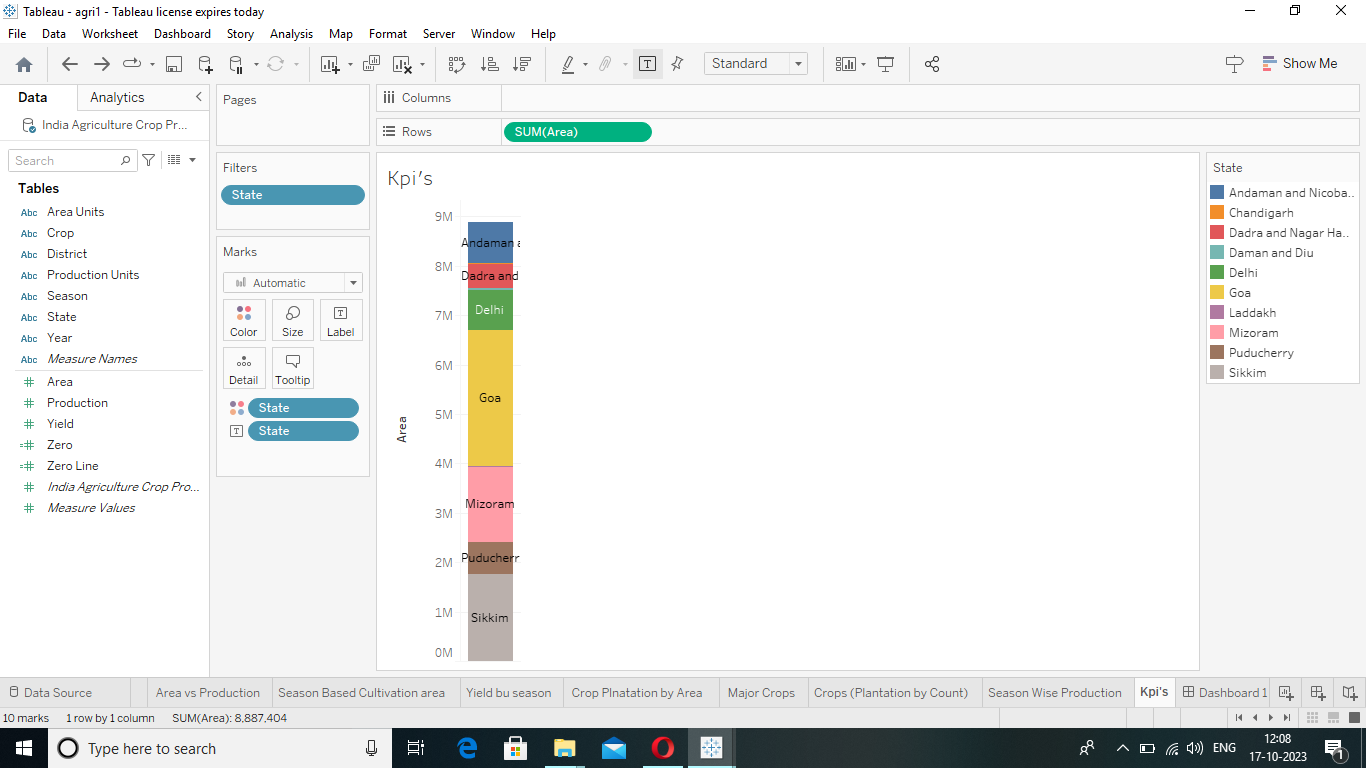 Tableau - agri1 - Tableau license expires today
File Data Worksheet Dashboard Story Analysis Map Format Server Window Help
Standard
Show Me
Data Analytics
India Agriculture Crop Pr...
Search
Tables
Abc Area Units
Abc Crop
Abc District
Abc Production Units
Abc Season
Abc State
Abc Year
Abc Measure Names
# Area
# Production
# Yield
=# Zero
=# Zero Line
# India Agriculture Crop Pro...
# Measure Values
Pages
Filters
State
Marks
Automatic
Color Size Label
Detail Tooltip
State
State
Columns
Rows SUM(Area)
Kpi's
9M
8M
7M
6M
5M
4M
3M
2M
1M
0M
Area
Andaman a
Dadra and
Delhi
Goa
Mizoram
Puducherr
Sikkim
State
Andaman and Nicoba..
Chandigarh
Dadra and Nagar Ha..
Daman and Diu
Delhi
Goa
Laddakh
Mizoram
Puducherry
Sikkim
Data Source Area vs Production Season Based Cultivation area Yield bu season Crop Plnatation by Area Major Crops Crops (Plantation by Count) Season Wise Production Kpi's Dashboard 1
10 marks 1 row by 1 column SUM(Area): 8,887,404
Type here to search
ENG
12:08
17-10-2023
1